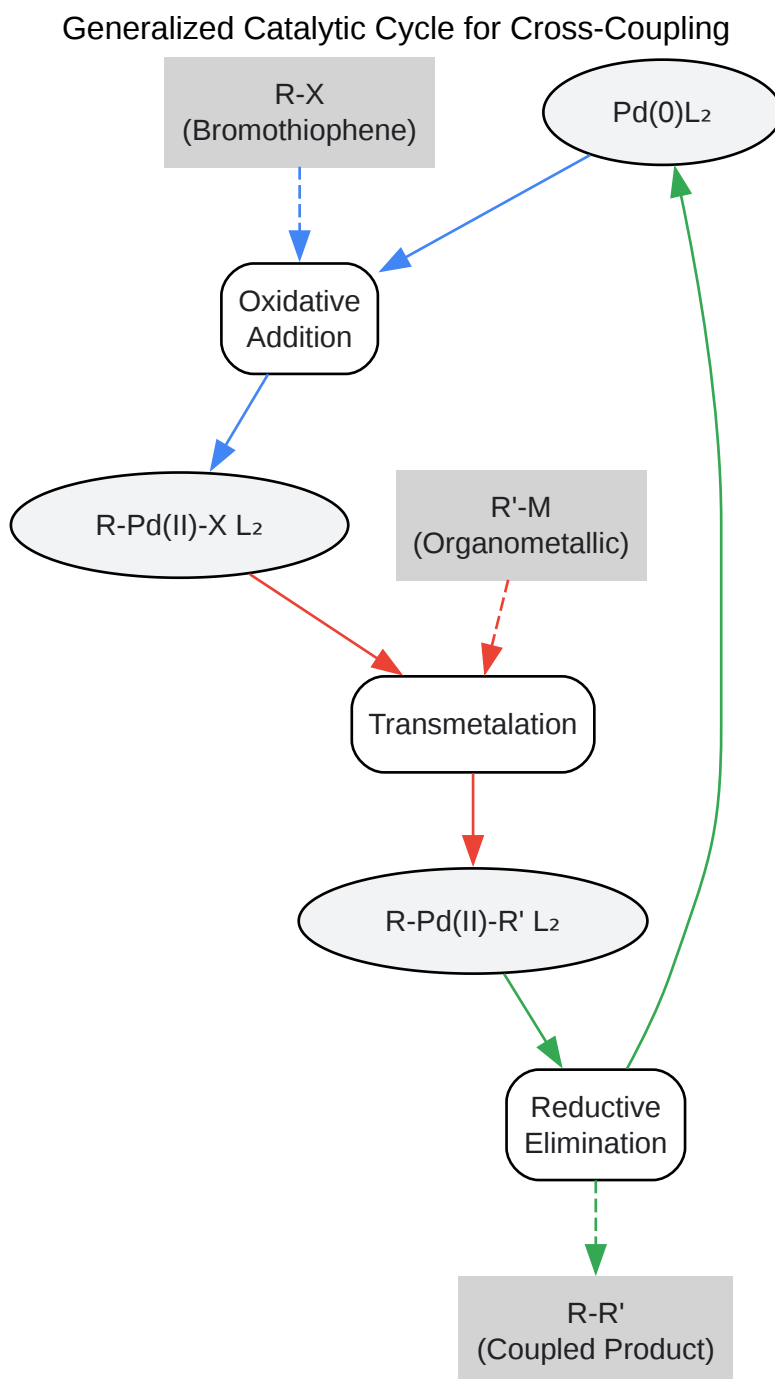 Generalized Catalytic Cycle for Cross-Coupling
R-X
(Bromothiophene)
Pd(0)L₂
Oxidative
Addition
R-Pd(II)-X L₂
R'-M
(Organometallic)
Transmetalation
R-Pd(II)-R' L₂
Reductive
Elimination
R-R'
(Coupled Product)